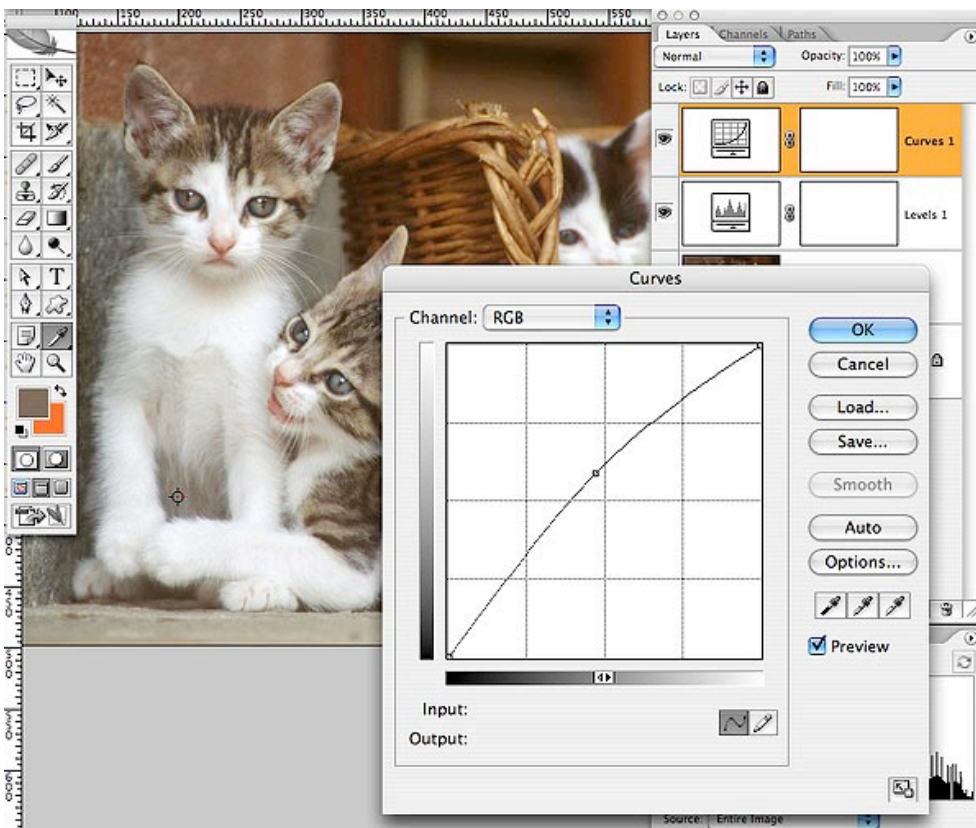 100 150 200 250 300 350 400 450 500 550
Layers Channels Paths
Normal Opacity: 100%
Lock: Fill: 100%
Curves 1
Levels 1
T
Curves
Channel: RGB
OK
Cancel
Load...
Save...
Smooth
Auto
Options...
Preview
Input:
Output:
Source: Entire Image